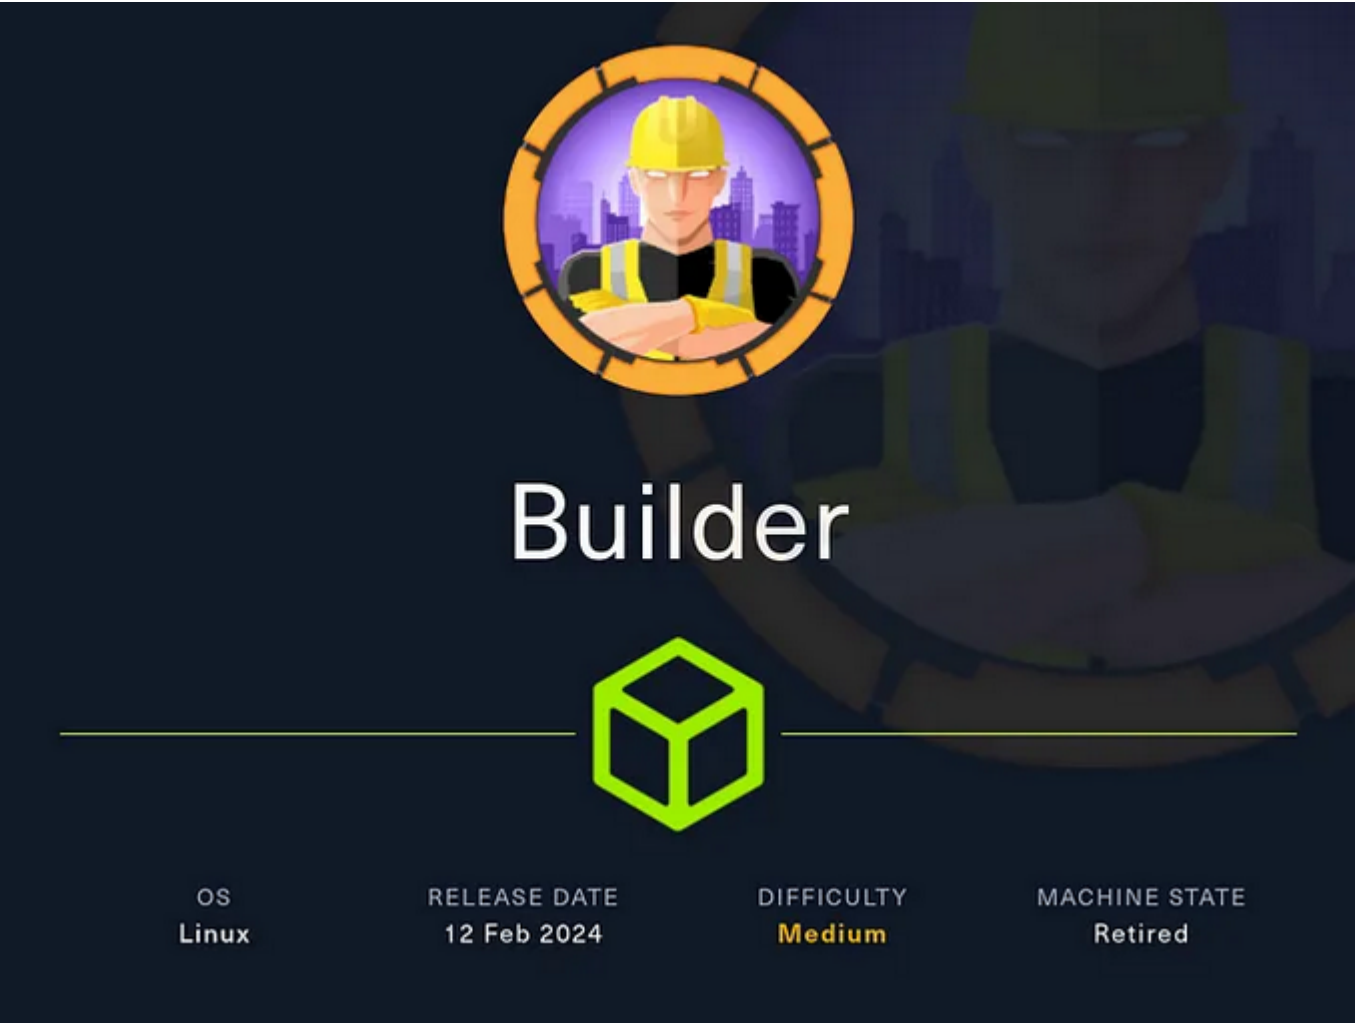 Builder
OS RELEASE DATE DIFFICULTY MACHINE STATE
Linux 12 Feb 2024 Medium Retired